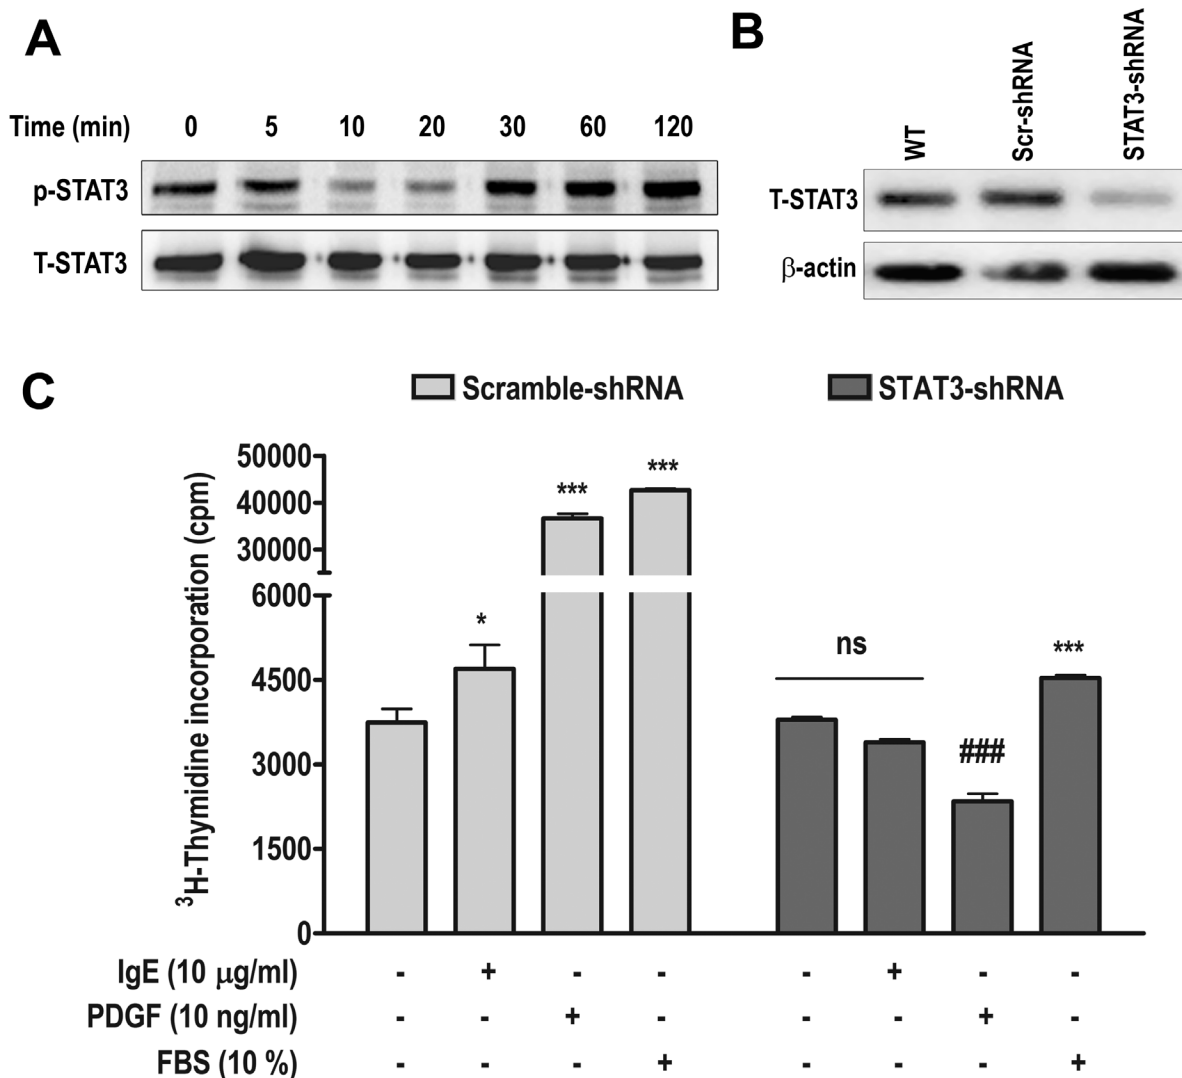 A
Time (min) 0 5 10 20 30 60 120
p-STAT3
T-STAT3
B
WT Scr-shRNA STAT3-shRNA
T-STAT3
β-actin
C
Scramble-shRNA STAT3-shRNA
³H-Thymidine incorporation (cpm)
50000
40000
30000
6000
4500
3000
1500
0
*
***
***
ns
###
***
IgE (10 μg/ml) - + - - - + - -
PDGF (10 ng/ml) - - + - - - + -
FBS (10 %) - - - + - - - +